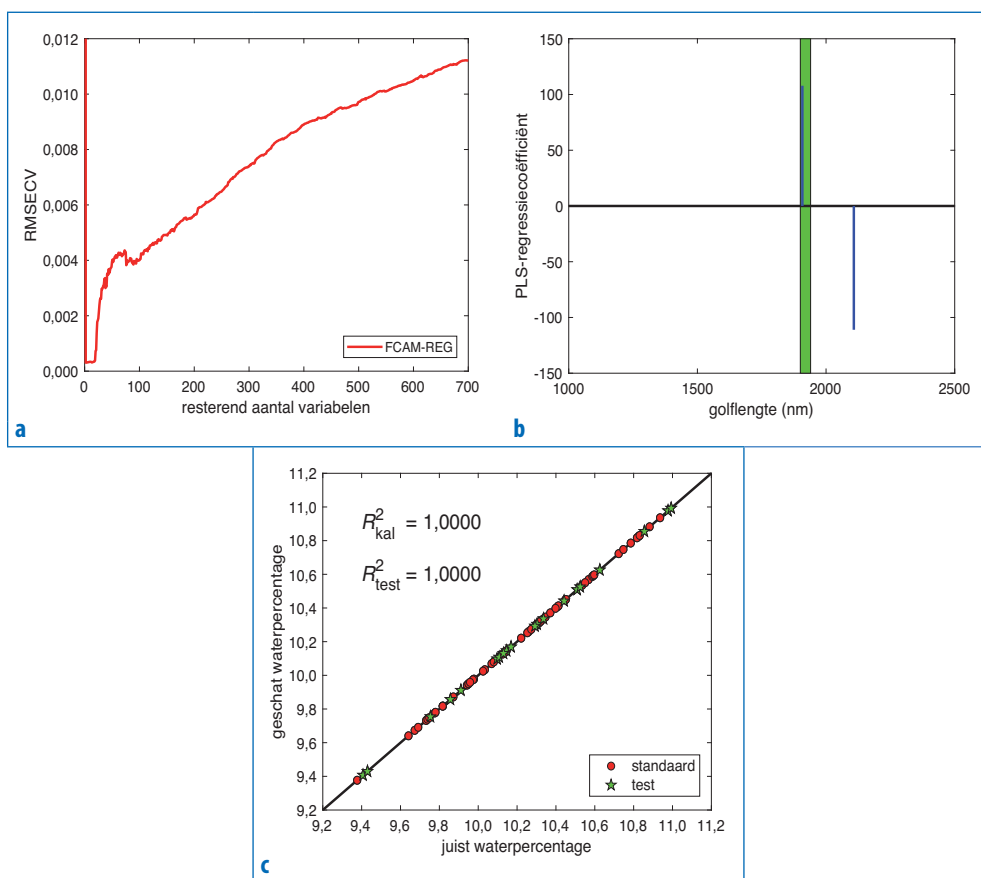 0,012
0,010
0,008
0,006
0,004
0,002
0,000
RMSECV
0 100 200 300 400 500 600 700
resterend aantal variabelen
FCAM-REG
a
150
100
50
0
-50
-100
-150
PLS-regressiecoëfficiënt
1000 1500 2000 2500
golflengte (nm)
b
11,2
11,0
10,8
10,6
10,4
10,2
10,0
9,8
9,6
9,4
9,2
geschat waterpercentage
R²kal = 1,0000
R²test = 1,0000
standaard
test
9,2 9,4 9,6 9,8 10,0 10,2 10,4 10,6 10,8 11,0 11,2
juist waterpercentage
c